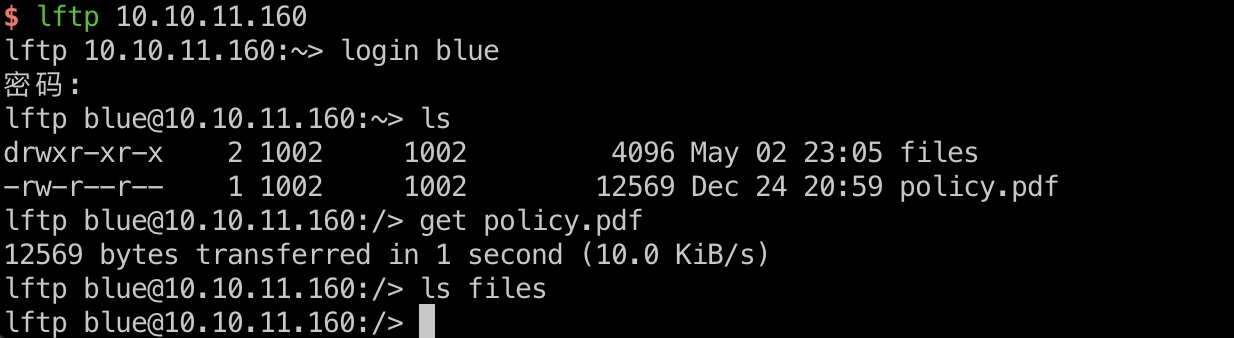 $ lftp 10.10.11.160
lftp 10.10.11.160:~> login blue
密码:
lftp blue@10.10.11.160:~> ls
drwxr-xr-x    2 1002     1002         4096 May 02 23:05 files
-rw-r--r--    1 1002     1002        12569 Dec 24 20:59 policy.pdf
lftp blue@10.10.11.160:/> get policy.pdf
12569 bytes transferred in 1 second (10.0 KiB/s)
lftp blue@10.10.11.160:/> ls files
lftp blue@10.10.11.160:/>